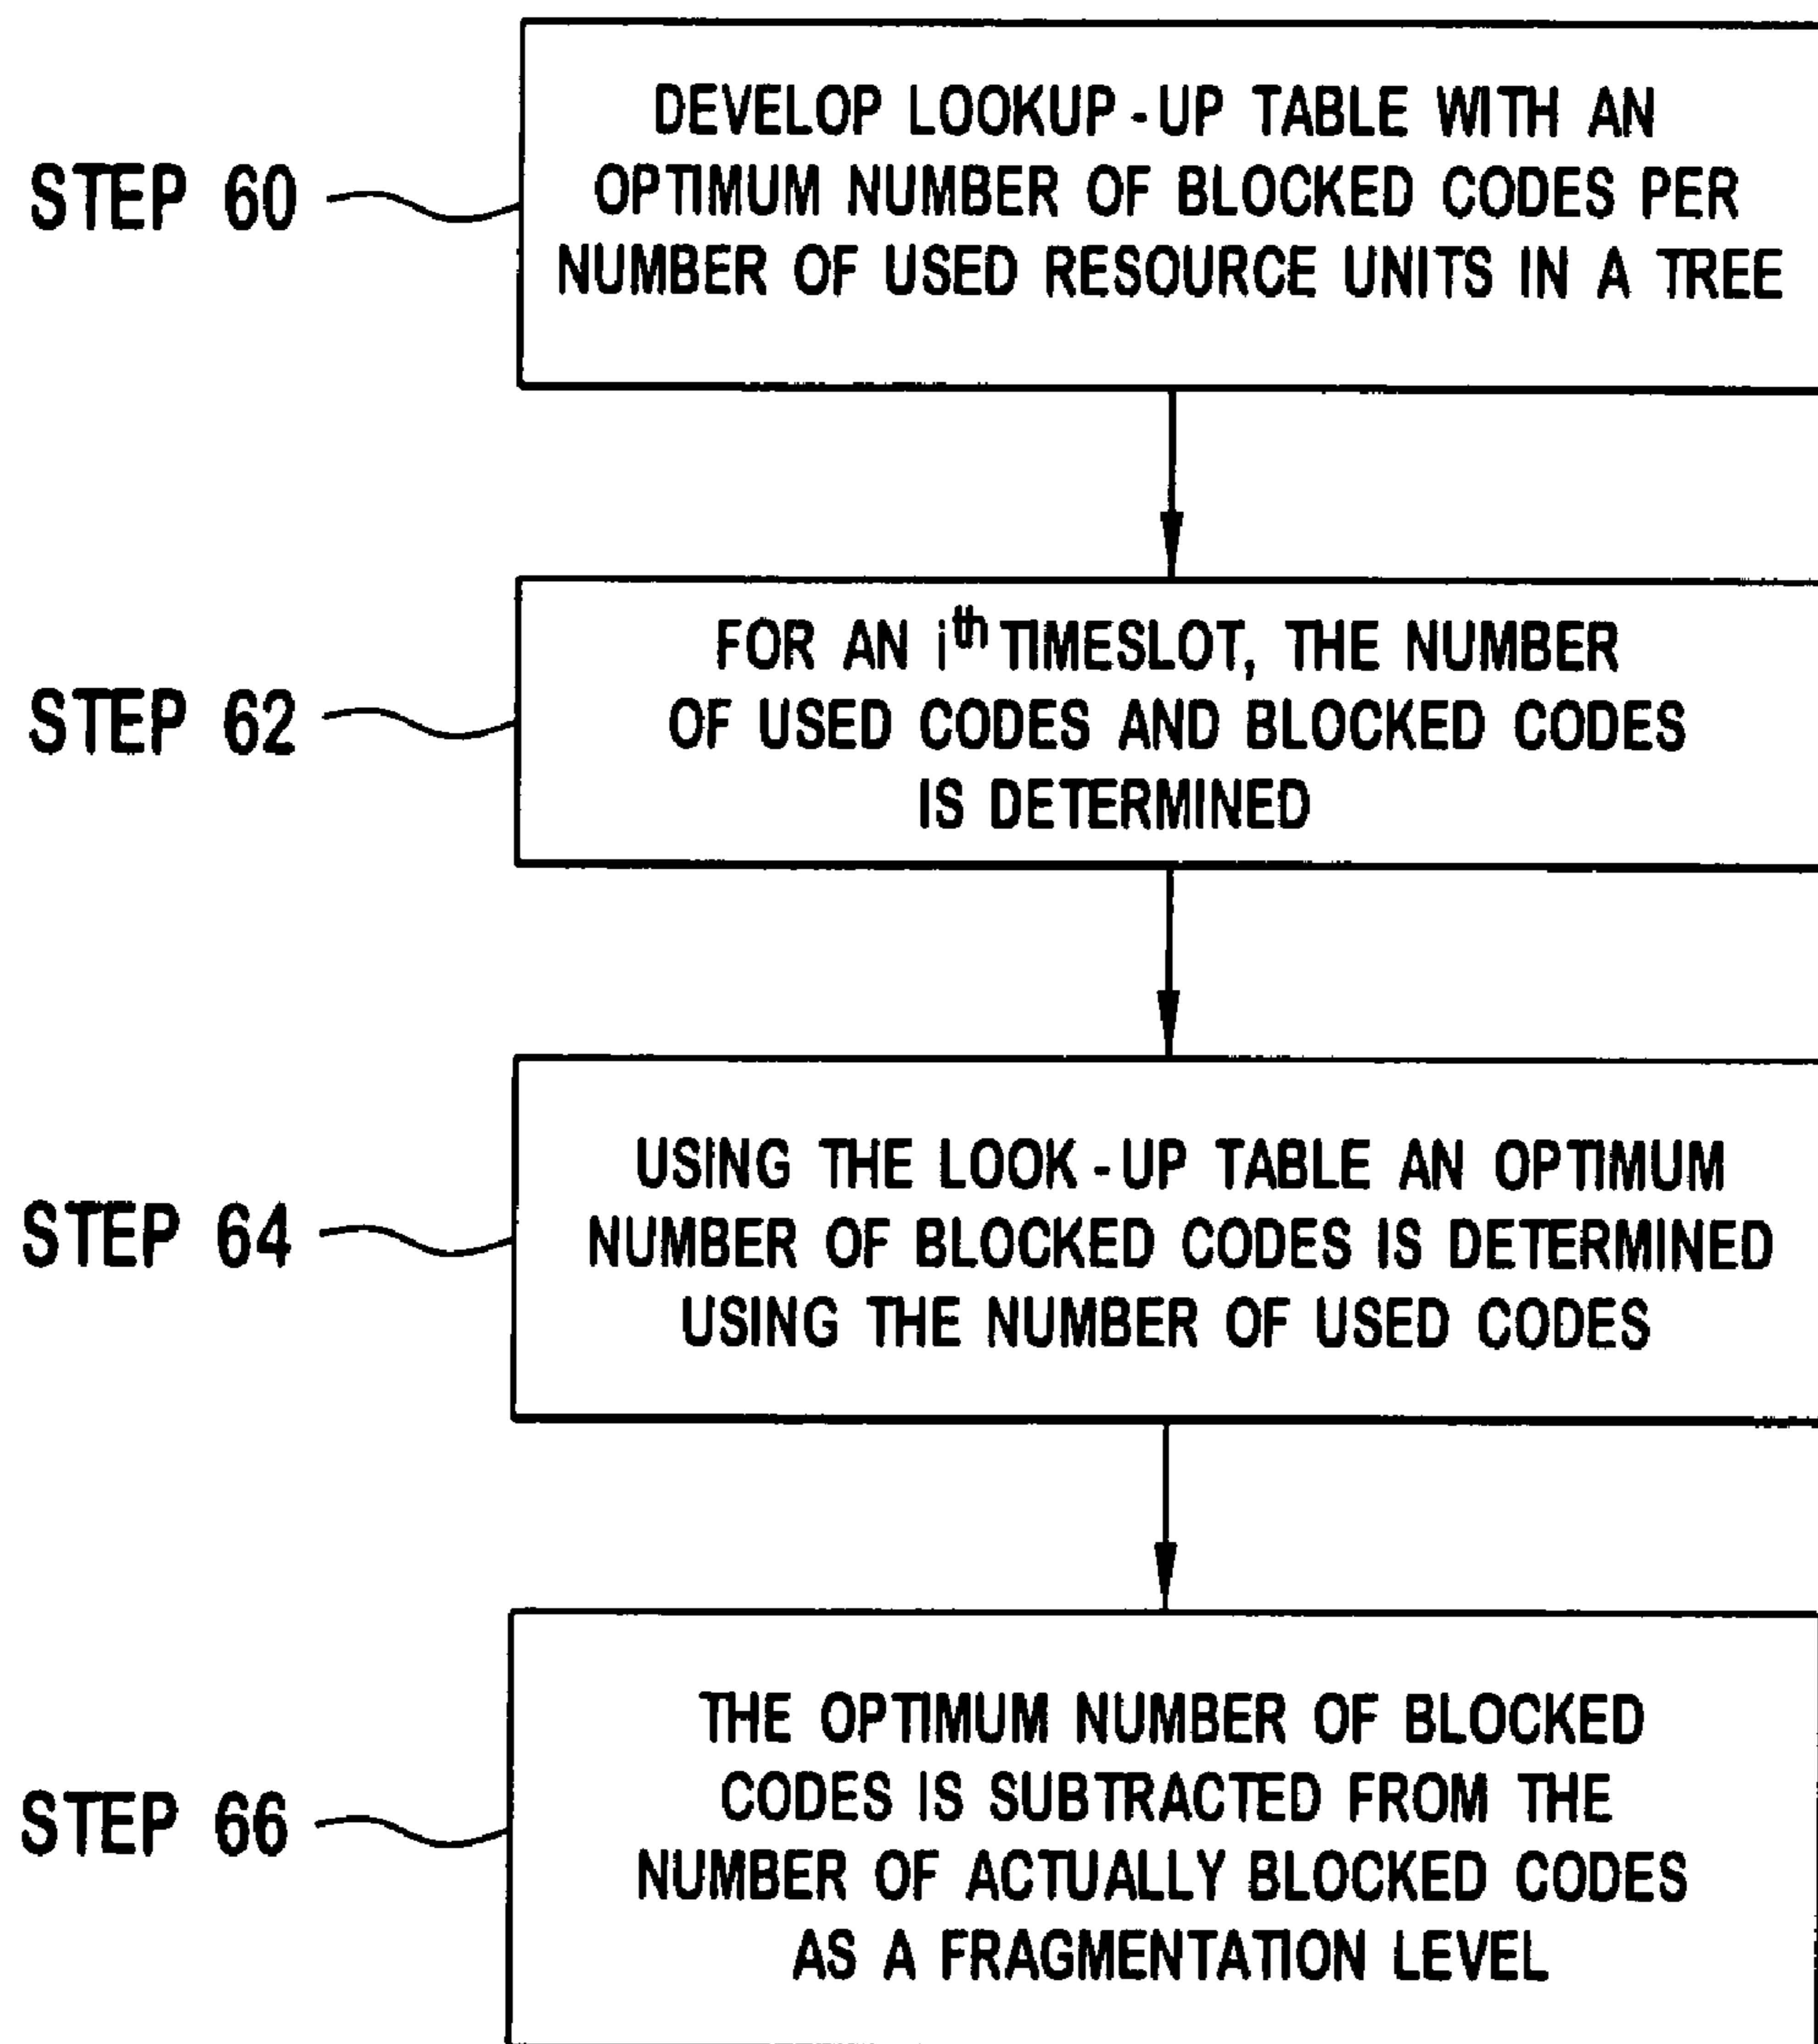 DEVELOP LOOKUP-UP TABLE WITH AN
OPTIMUM NUMBER OF BLOCKED CODES PER
NUMBER OF USED RESOURCE UNITS IN A TREE
STEP 60
FOR AN ith TIMESLOT, THE NUMBER
OF USED CODES AND BLOCKED CODES
IS DETERMINED
STEP 62
USING THE LOOK-UP TABLE AN OPTIMUM
NUMBER OF BLOCKED CODES IS DETERMINED
USING THE NUMBER OF USED CODES
STEP 64
THE OPTIMUM NUMBER OF BLOCKED
CODES IS SUBTRACTED FROM THE
NUMBER OF ACTUALLY BLOCKED CODES
AS A FRAGMENTATION LEVEL
STEP 66